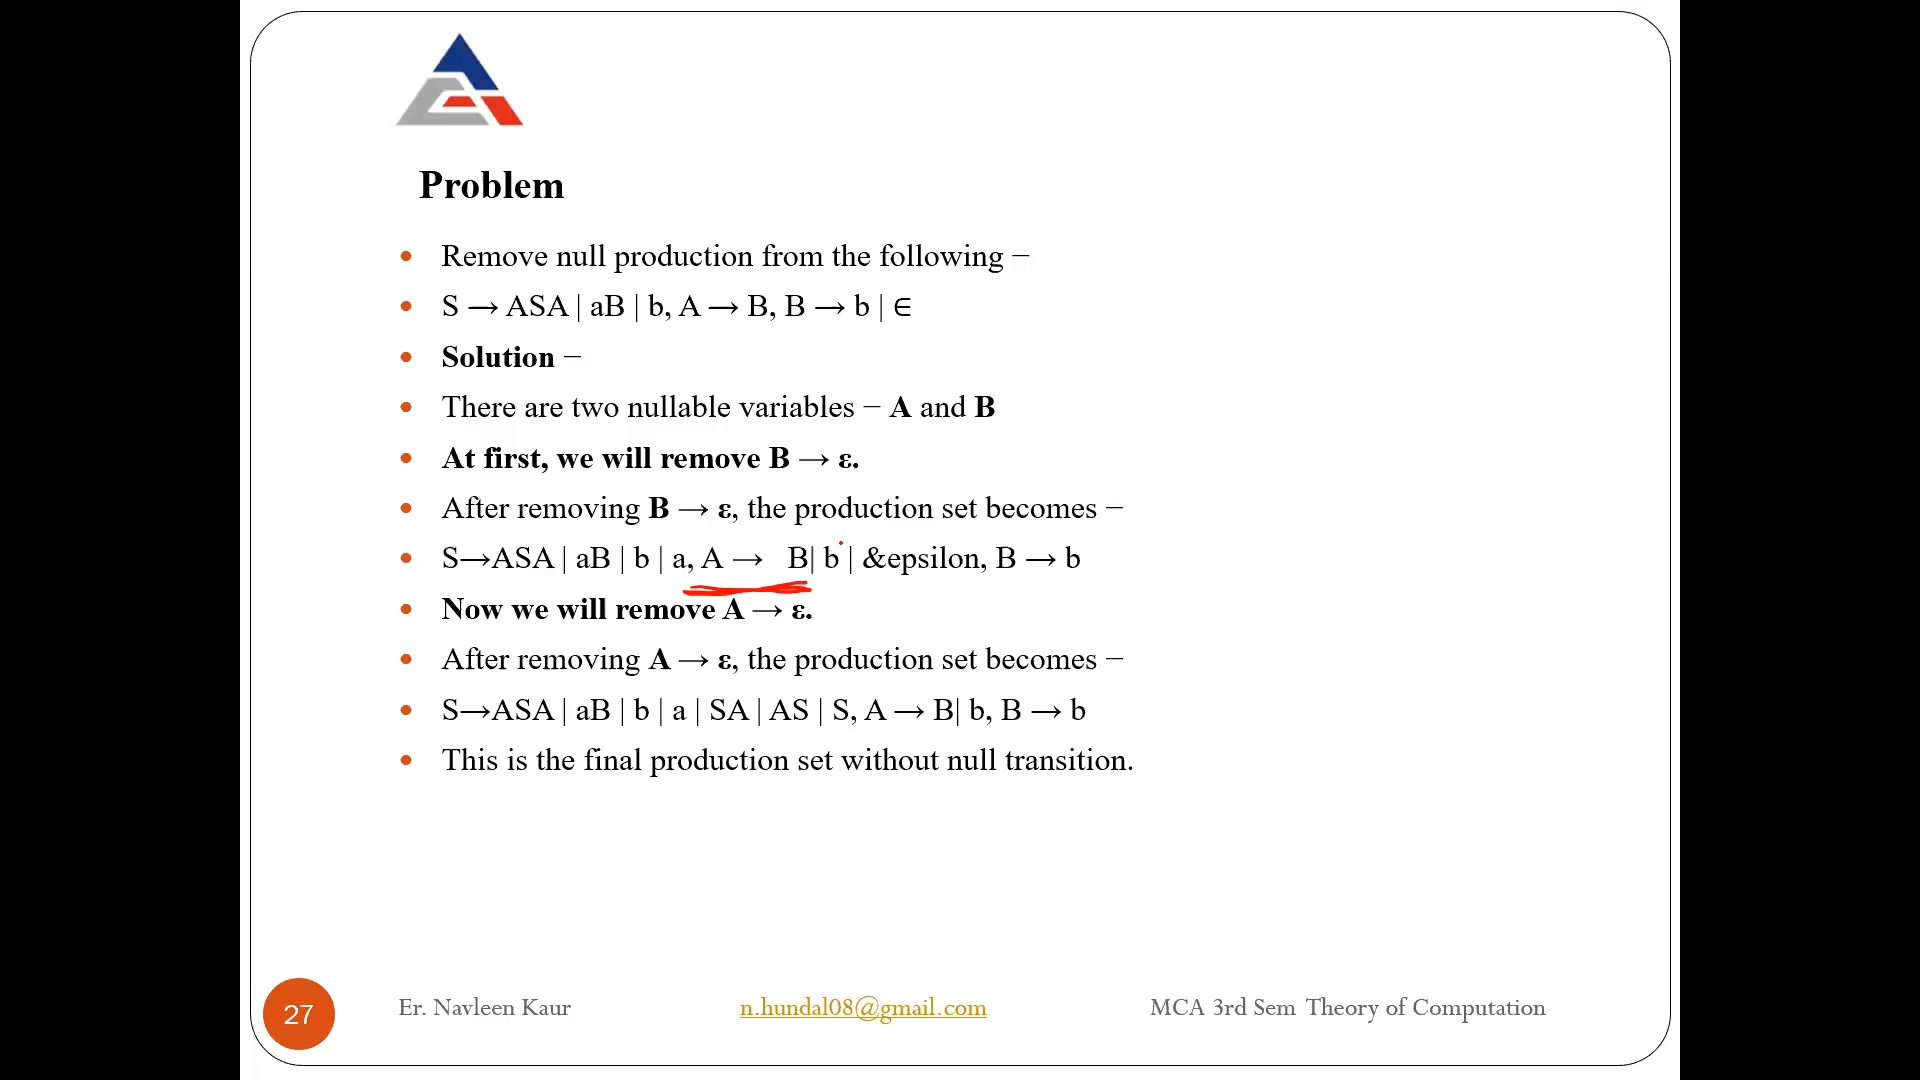 Problem
• Remove null production from the following −
• S → ASA | aB | b, A → B, B → b | ∈
• Solution −
• There are two nullable variables − A and B
• At first, we will remove B → ε.
• After removing B → ε, the production set becomes −
• S→ASA | aB | b | a, A → B| b | &epsilon, B → b
• Now we will remove A → ε.
• After removing A → ε, the production set becomes −
• S→ASA | aB | b | a | SA | AS | S, A → B| b, B → b
• This is the final production set without null transition.
27 Er. Navleen Kaur n.hundal08@gmail.com MCA 3rd Sem Theory of Computation